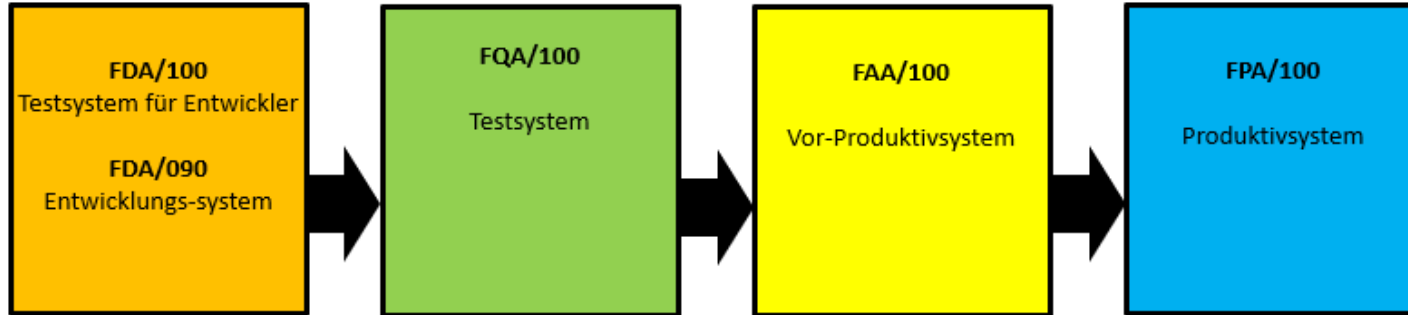 FDA/100
Testsystem für Entwickler
FDA/090
Entwicklungs-system
FQA/100
Testsystem
FAA/100
Vor-Produktivsystem
FPA/100
Produktivsystem